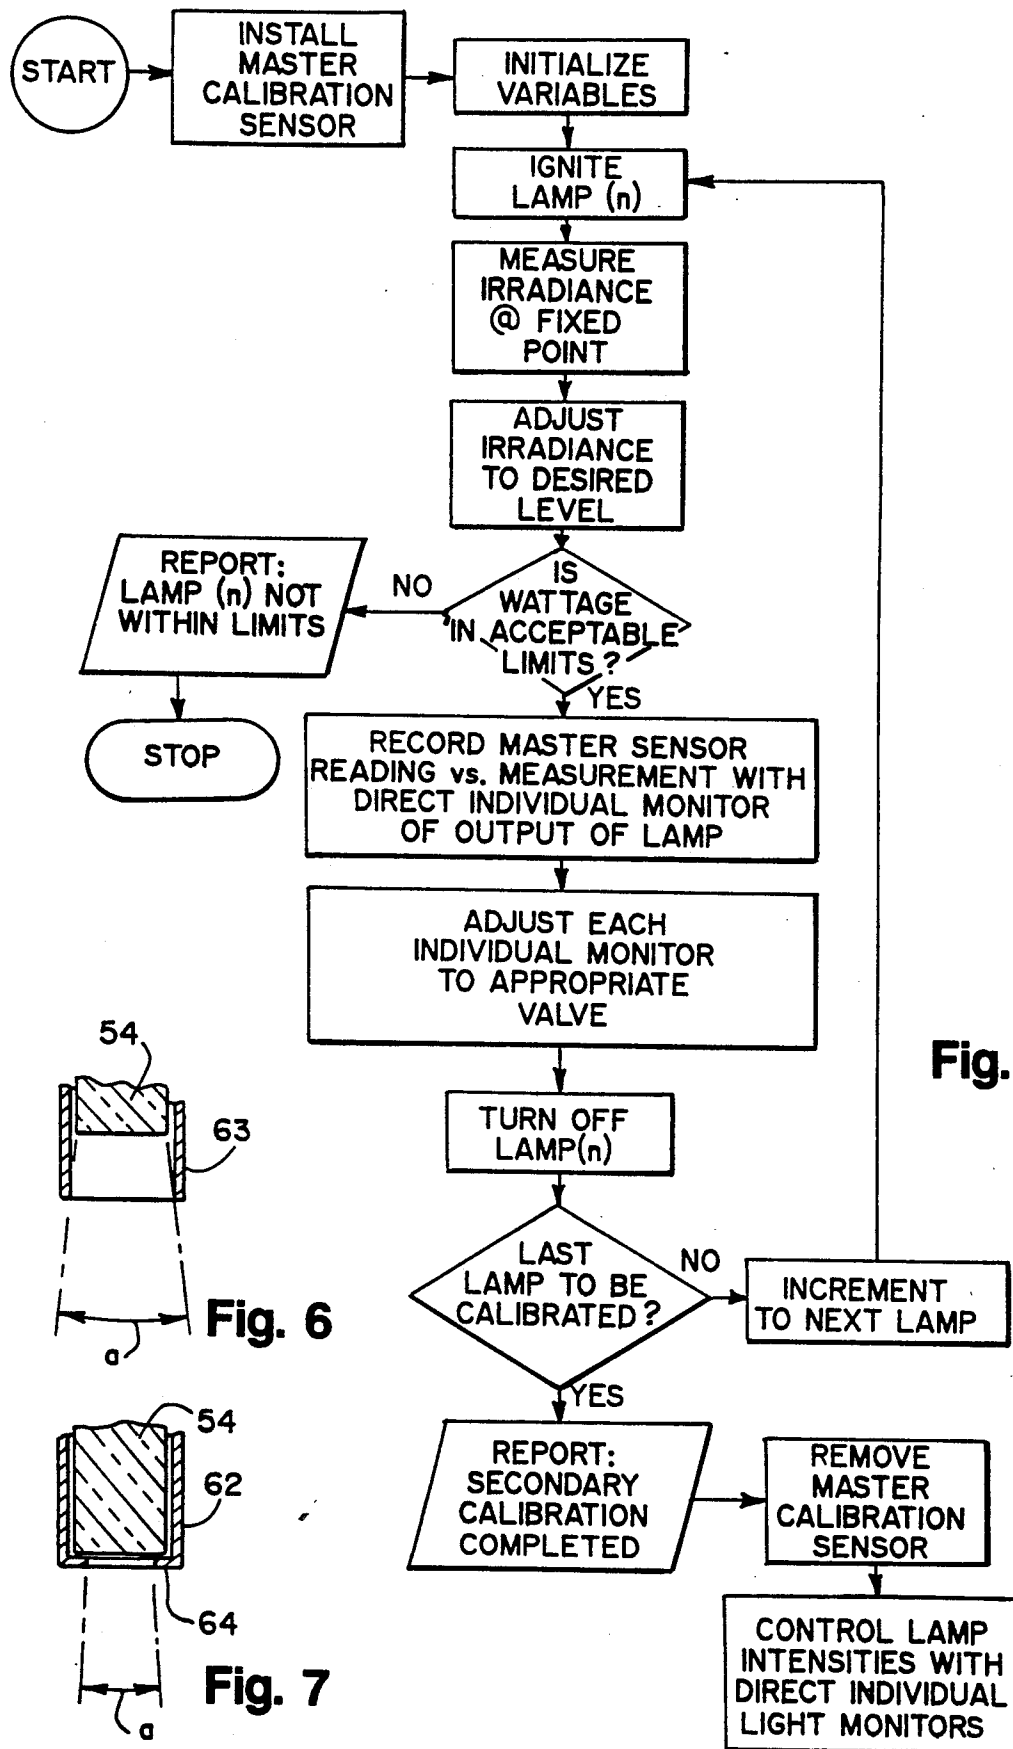 START
INSTALL
MASTER
CALIBRATION
SENSOR
INITIALIZE
VARIABLES
IGNITE
LAMP (n)
MEASURE
IRRADIANCE
@ FIXED
POINT
ADJUST
IRRADIANCE
TO DESIRED
LEVEL
IS
WATTAGE
IN ACCEPTABLE
LIMITS?
NO
REPORT:
LAMP (n) NOT
WITHIN LIMITS
STOP
YES
RECORD MASTER SENSOR
READING vs. MEASUREMENT WITH
DIRECT INDIVIDUAL MONITOR
OF OUTPUT OF LAMP
ADJUST EACH
INDIVIDUAL MONITOR
TO APPROPRIATE
VALVE
TURN OFF
LAMP(n)
LAST
LAMP TO BE
CALIBRATED?
NO
INCREMENT
TO NEXT LAMP
YES
REPORT:
SECONDARY
CALIBRATION
COMPLETED
REMOVE
MASTER
CALIBRATION
SENSOR
CONTROL LAMP
INTENSITIES WITH
DIRECT INDIVIDUAL
LIGHT MONITORS
Fig.
54
63
a
Fig. 6
54
62
64
a
Fig. 7